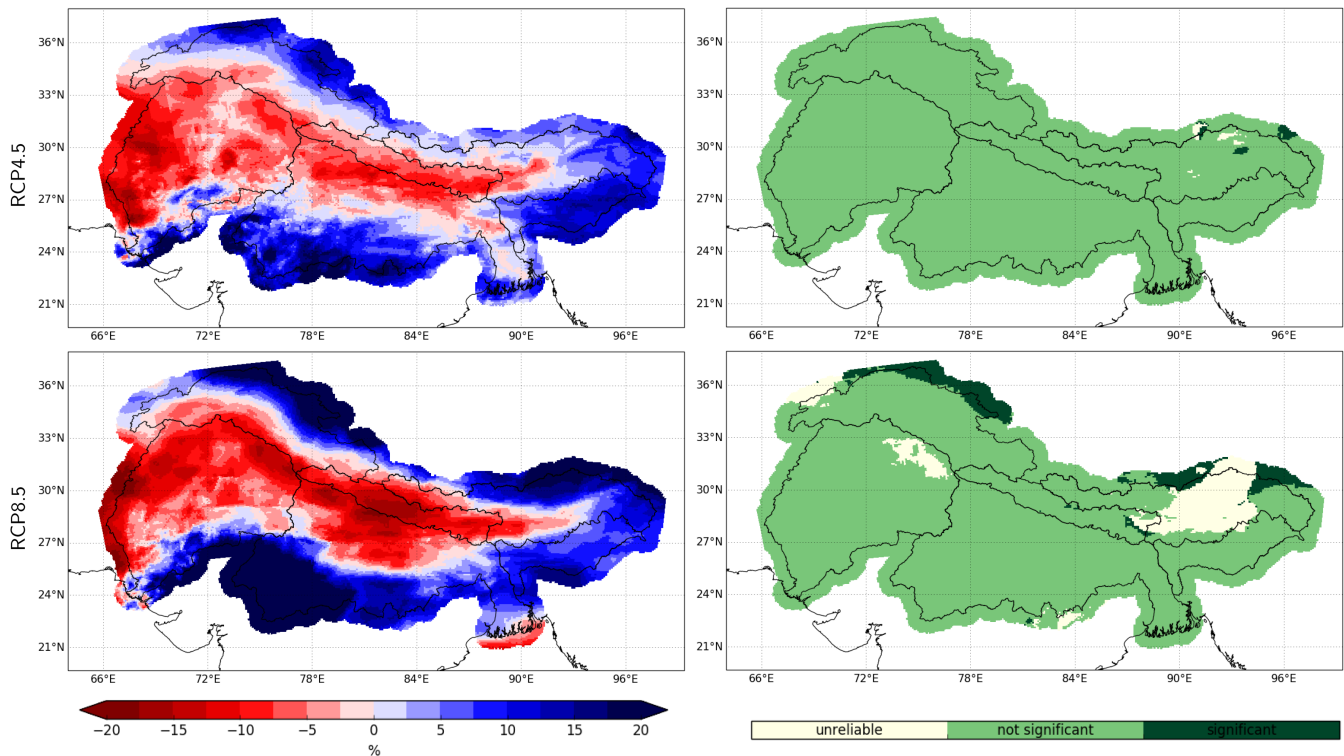 RCP4.5
36°N
33°N
30°N
27°N
24°N
21°N
66°E 72°E 78°E 84°E 90°E 96°E
36°N
33°N
30°N
27°N
24°N
21°N
66°E 72°E 78°E 84°E 90°E 96°E
RCP8.5
36°N
33°N
30°N
27°N
24°N
21°N
66°E 72°E 78°E 84°E 90°E 96°E
36°N
33°N
30°N
27°N
24°N
21°N
66°E 72°E 78°E 84°E 90°E 96°E
−20 −15 −10 −5 0 5 10 15 20
%
unreliable not significant significant